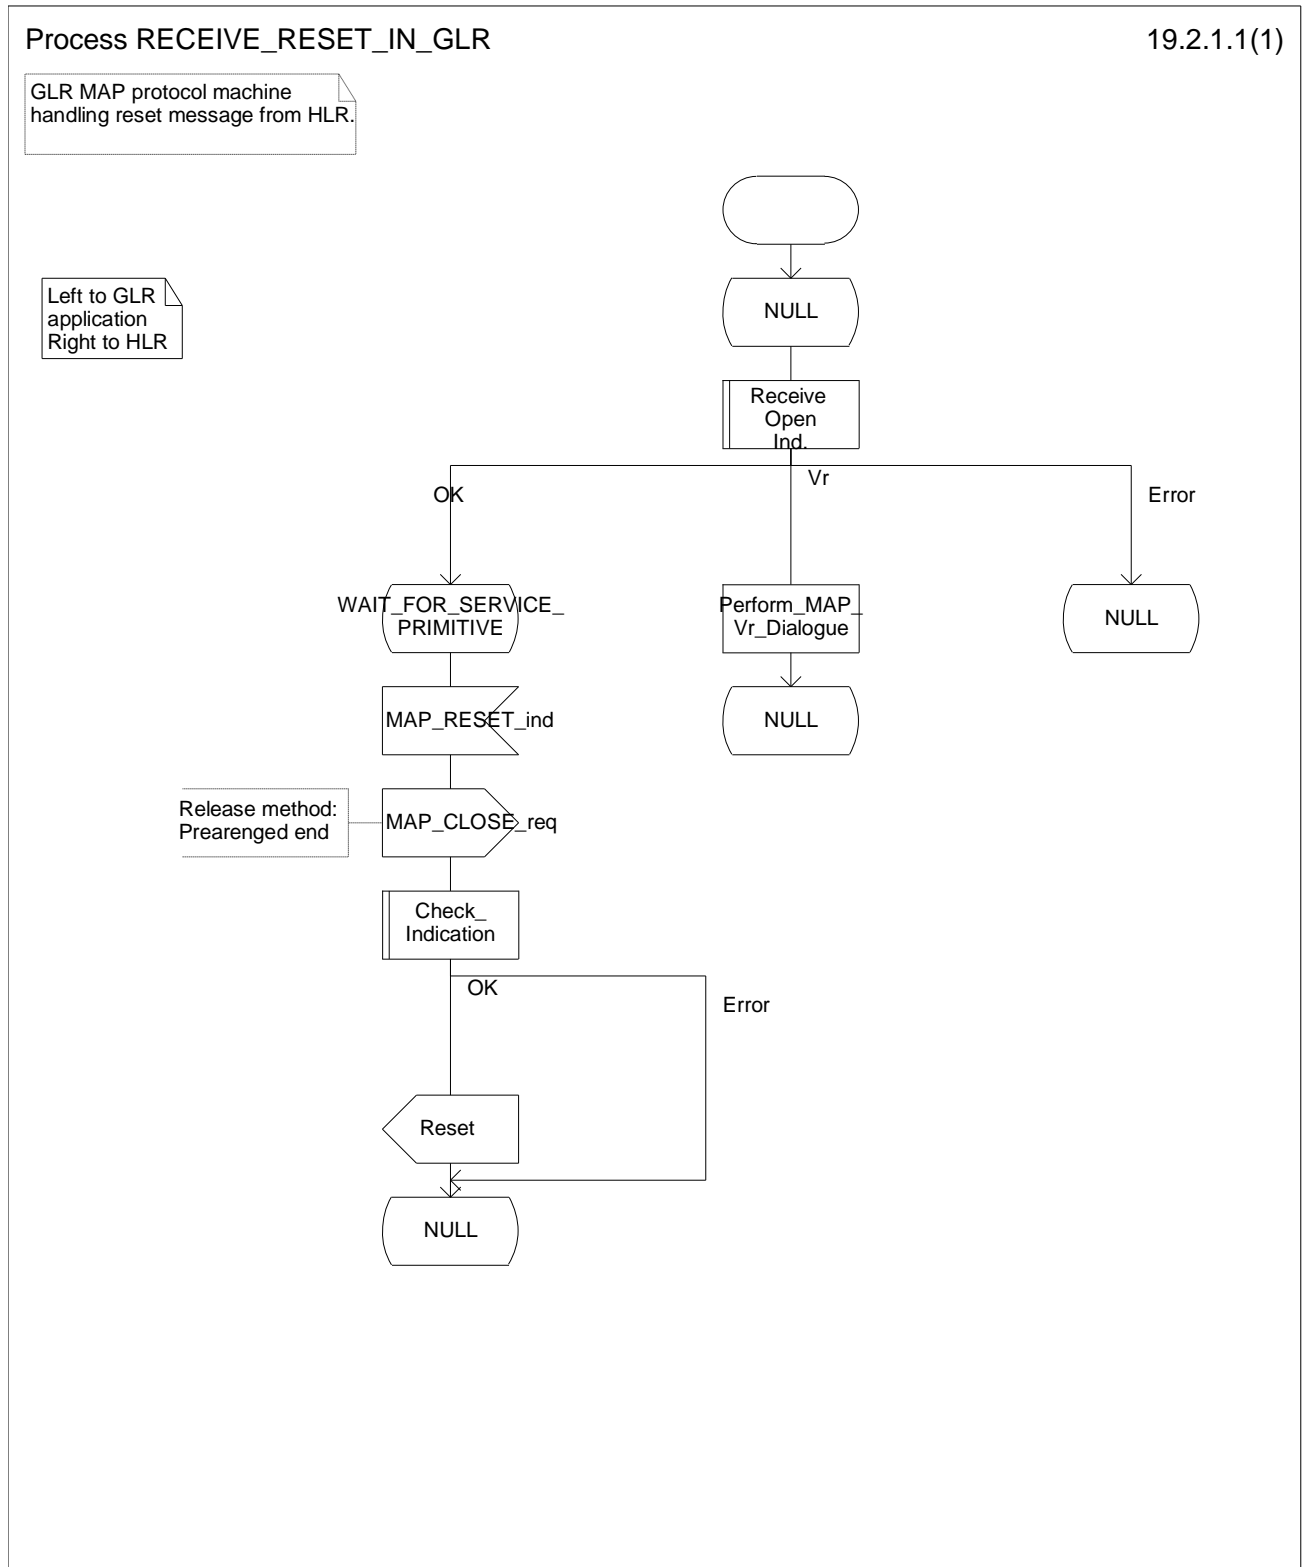 Process RECEIVE_RESET_IN_GLR
19.2.1.1(1)
GLR MAP protocol machine
handling reset message from HLR.
Left to GLR
application
Right to HLR
NULL
Receive
Open
Ind.
OK
Vr
Error
WAIT_FOR_SERVICE_
PRIMITIVE
Perform_MAP_
Vr_Dialogue
NULL
MAP_RESET_ind
NULL
Release method:
Prearenged end
MAP_CLOSE_req
Check_
Indication
OK
Error
Reset
NULL